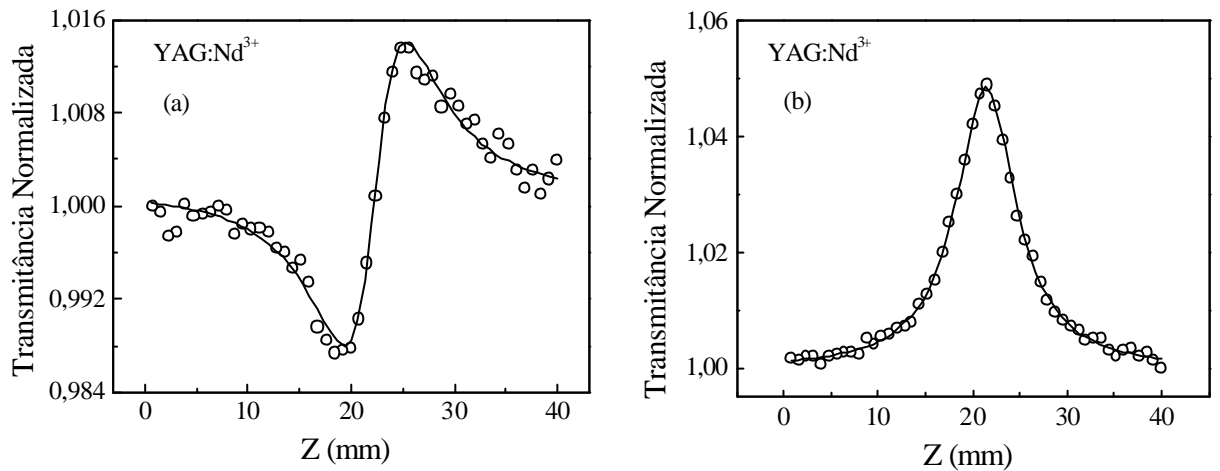 1,016
1,008
1,000
0,992
0,984
Transmitância Normalizada
YAG:Nd³⁺
(a)
0 10 20 30 40
Z (mm)
1,06
1,04
1,02
1,00
Transmitância Normalizada
YAG:Nd³⁺
(b)
0 10 20 30 40
Z (mm)